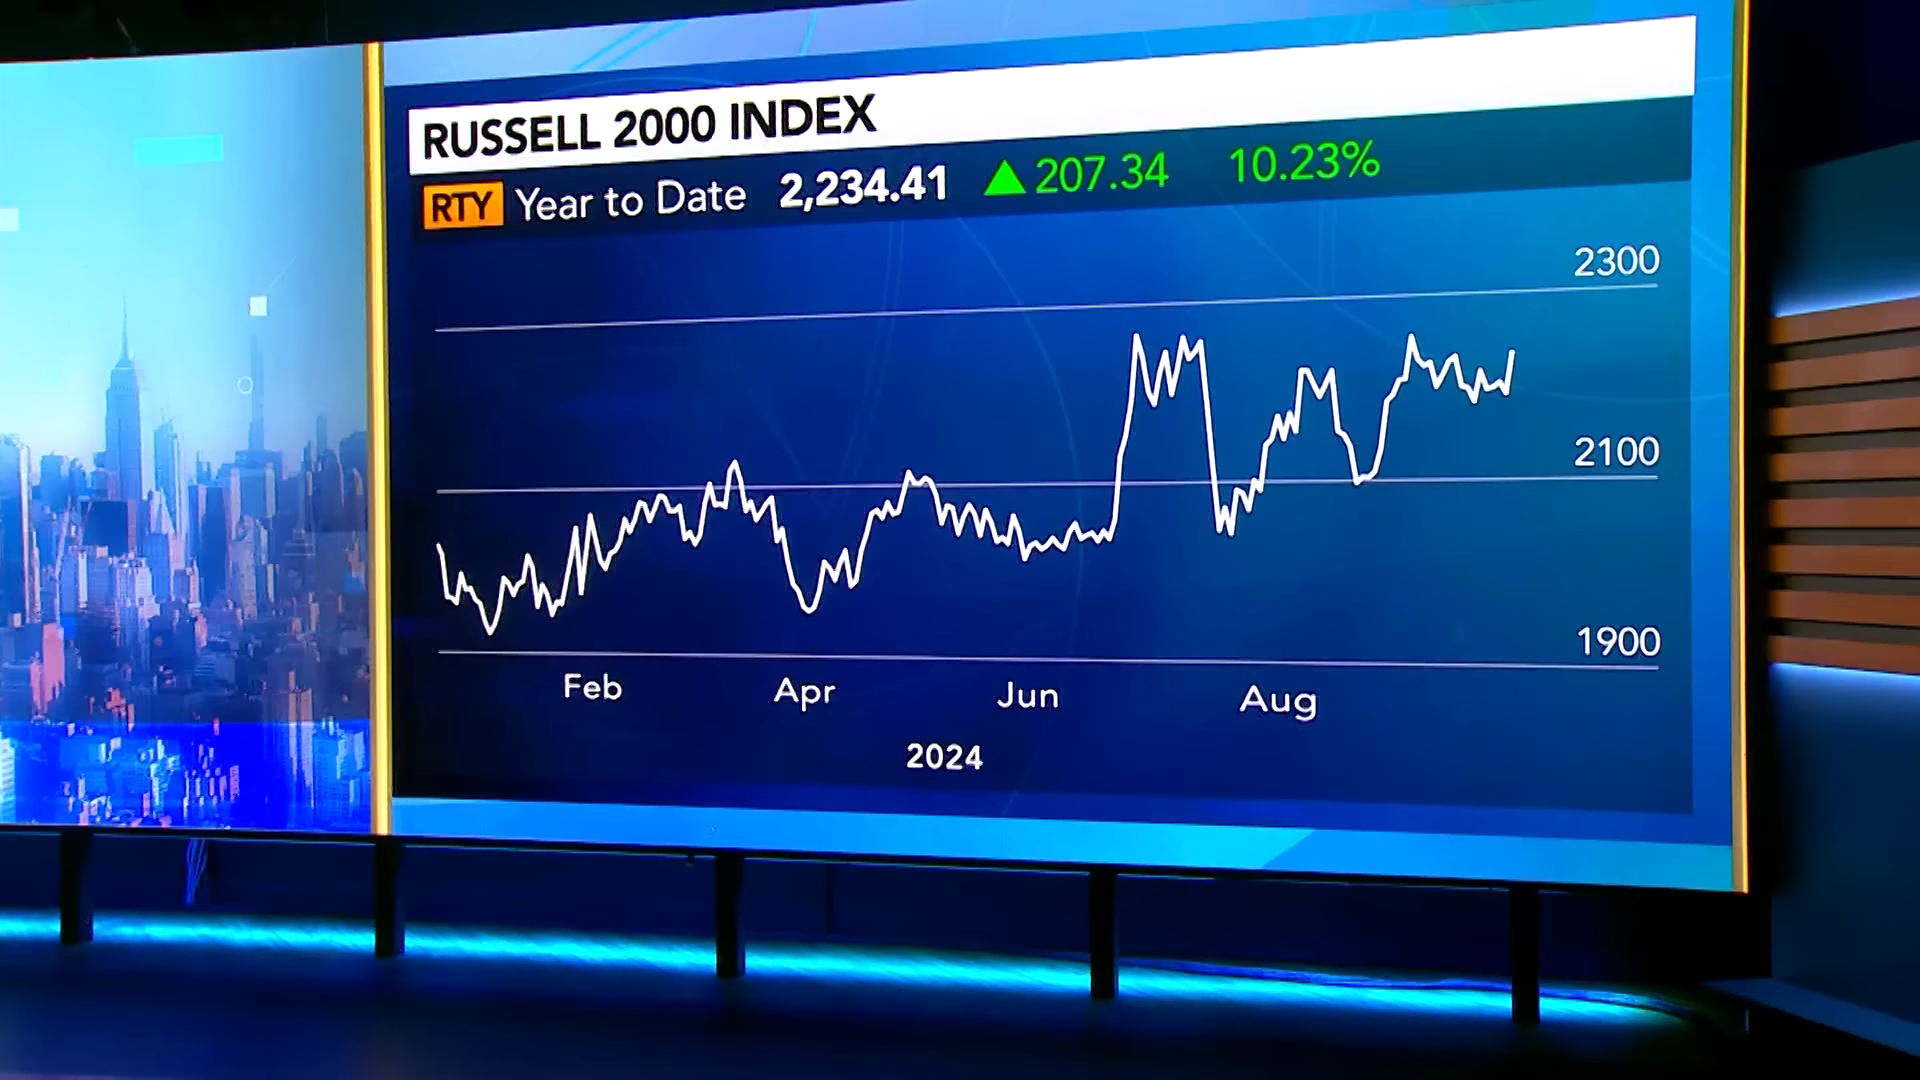 RUSSELL 2000 INDEX
RTY Year to Date 2,234.41 ▲207.34 10.23%
2300
2100
1900
Feb Apr Jun Aug
2024